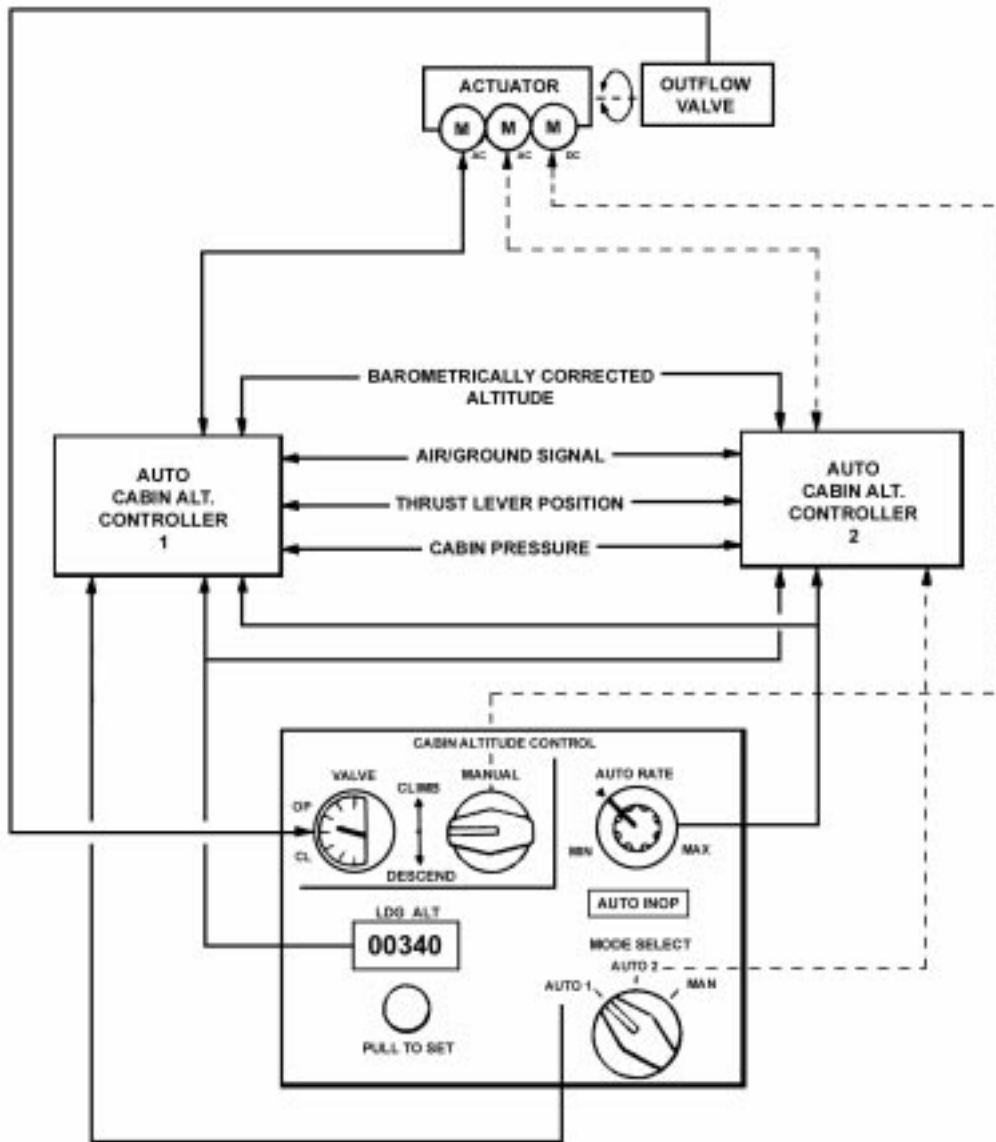 ACTUATOR
OUTFLOW
VALVE
M
M
M
AC
AC
DC
BAROMETRICALLY CORRECTED
ALTITUDE
AIR/GROUND SIGNAL
THRUST LEVER POSITION
CABIN PRESSURE
AUTO
CABIN ALT.
CONTROLLER
1
AUTO
CABIN ALT.
CONTROLLER
2
CABIN ALTITUDE CONTROL
VALVE
OP
CL
CLIMB
DESCEND
MANUAL
AUTO RATE
MIN
MAX
AUTO INOP
LDG ALT
00340
PULL TO SET
MODE SELECT
AUTO 1
AUTO 2
MAN